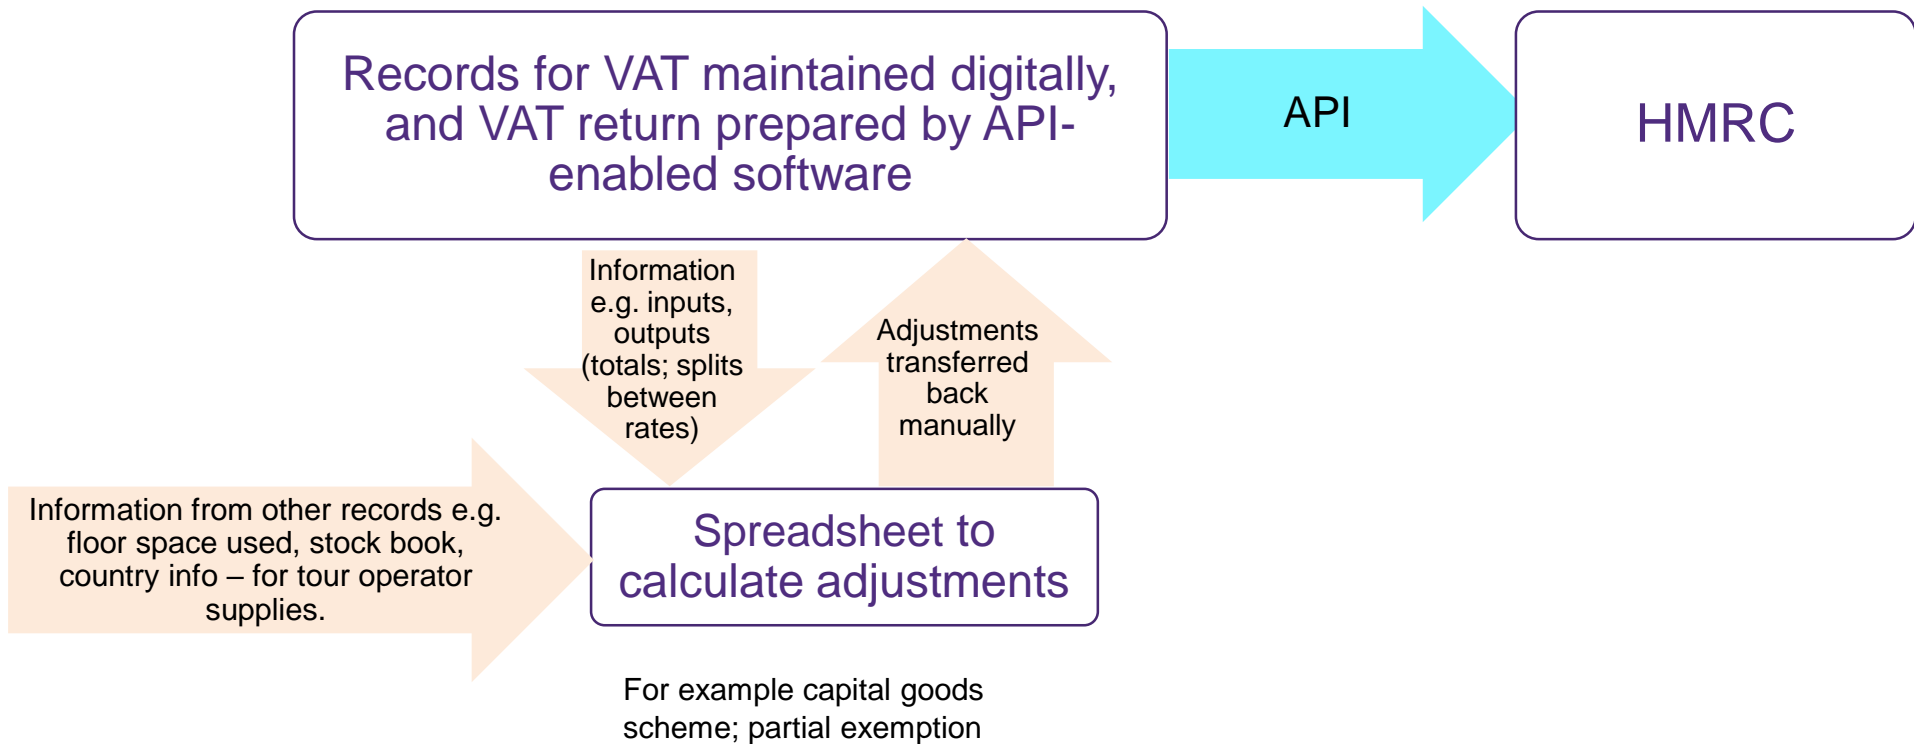 Records for VAT maintained digitally,
and VAT return prepared by API-
enabled software
API
HMRC
Information
e.g. inputs,
outputs
(totals; splits
between
rates)
Adjustments
transferred
back
manually
Information from other records e.g.
floor space used, stock book,
country info – for tour operator
supplies.
Spreadsheet to
calculate adjustments
For example capital goods
scheme; partial exemption